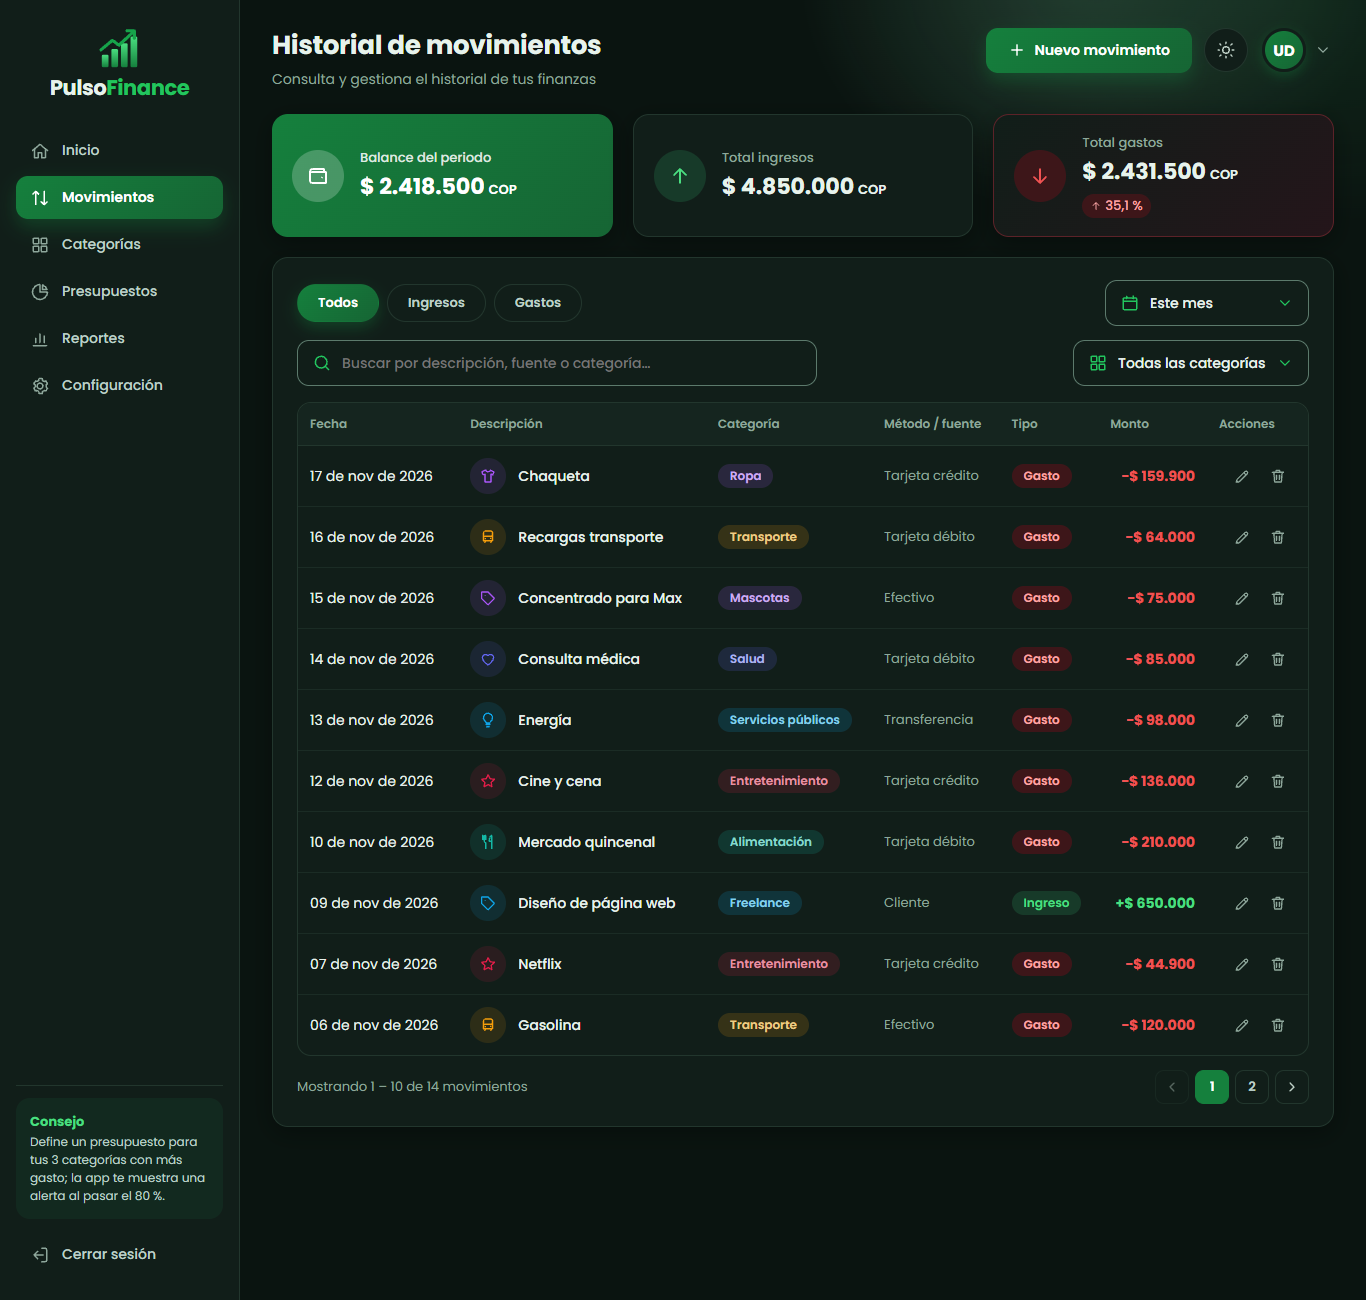 PulsoFinance
Inicio
Movimientos
Categorías
Presupuestos
Reportes
Configuración
Consejo
Define un presupuesto para
tus 3 categorías con más
gasto; la app te muestra una
alerta al pasar el 80 %.
Cerrar sesión
Historial de movimientos
Consulta y gestiona el historial de tus finanzas
+ Nuevo movimiento
UD
Balance del periodo
$ 2.418.500 COP
Total ingresos
$ 4.850.000 COP
Total gastos
$ 2.431.500 COP
↑ 35,1 %
Todos Ingresos Gastos
Este mes
Buscar por descripción, fuente o categoría...
Todas las categorías
Fecha Descripción Categoría Método / fuente Tipo Monto Acciones
17 de nov de 2026 Chaqueta Ropa Tarjeta crédito Gasto -$ 159.900
16 de nov de 2026 Recargas transporte Transporte Tarjeta débito Gasto -$ 64.000
15 de nov de 2026 Concentrado para Max Mascotas Efectivo Gasto -$ 75.000
14 de nov de 2026 Consulta médica Salud Tarjeta débito Gasto -$ 85.000
13 de nov de 2026 Energía Servicios públicos Transferencia Gasto -$ 98.000
12 de nov de 2026 Cine y cena Entretenimiento Tarjeta crédito Gasto -$ 136.000
10 de nov de 2026 Mercado quincenal Alimentación Tarjeta débito Gasto -$ 210.000
09 de nov de 2026 Diseño de página web Freelance Cliente Ingreso +$ 650.000
07 de nov de 2026 Netflix Entretenimiento Tarjeta crédito Gasto -$ 44.900
06 de nov de 2026 Gasolina Transporte Efectivo Gasto -$ 120.000
Mostrando 1 – 10 de 14 movimientos
1 2